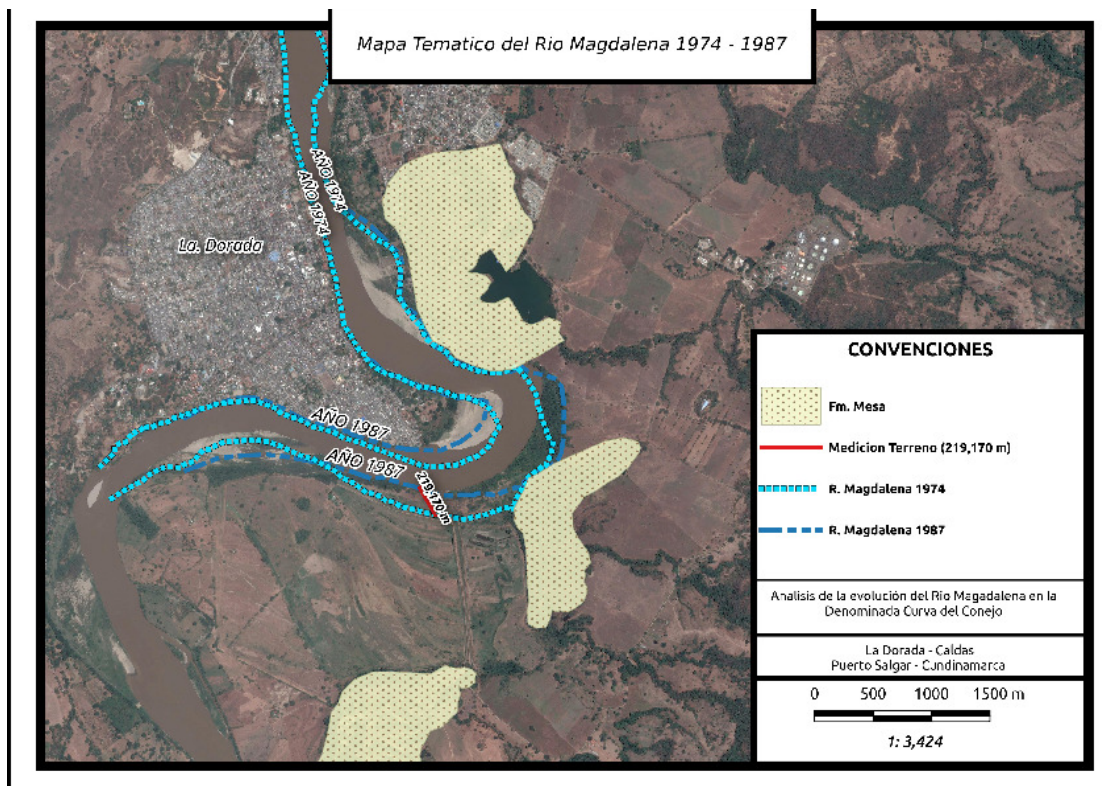 Mapa Tematico del Rio Magdalena 1974 - 1987
AÑO 1974
AÑO 1974
La. Dorada
AÑO 1987
AÑO 1987
219,170 m
CONVENCIONES
Fm. Mesa
Medicion Terreno (219,170 m)
R. Magdalena 1974
R. Magdalena 1987
Analisis de la evolución del Rio Magadalena en la
Denominada Curva del Conejo
La Dorada - Caldas
Puerto Salgar - Cundinamarca
0 500 1000 1500 m
1: 3,424